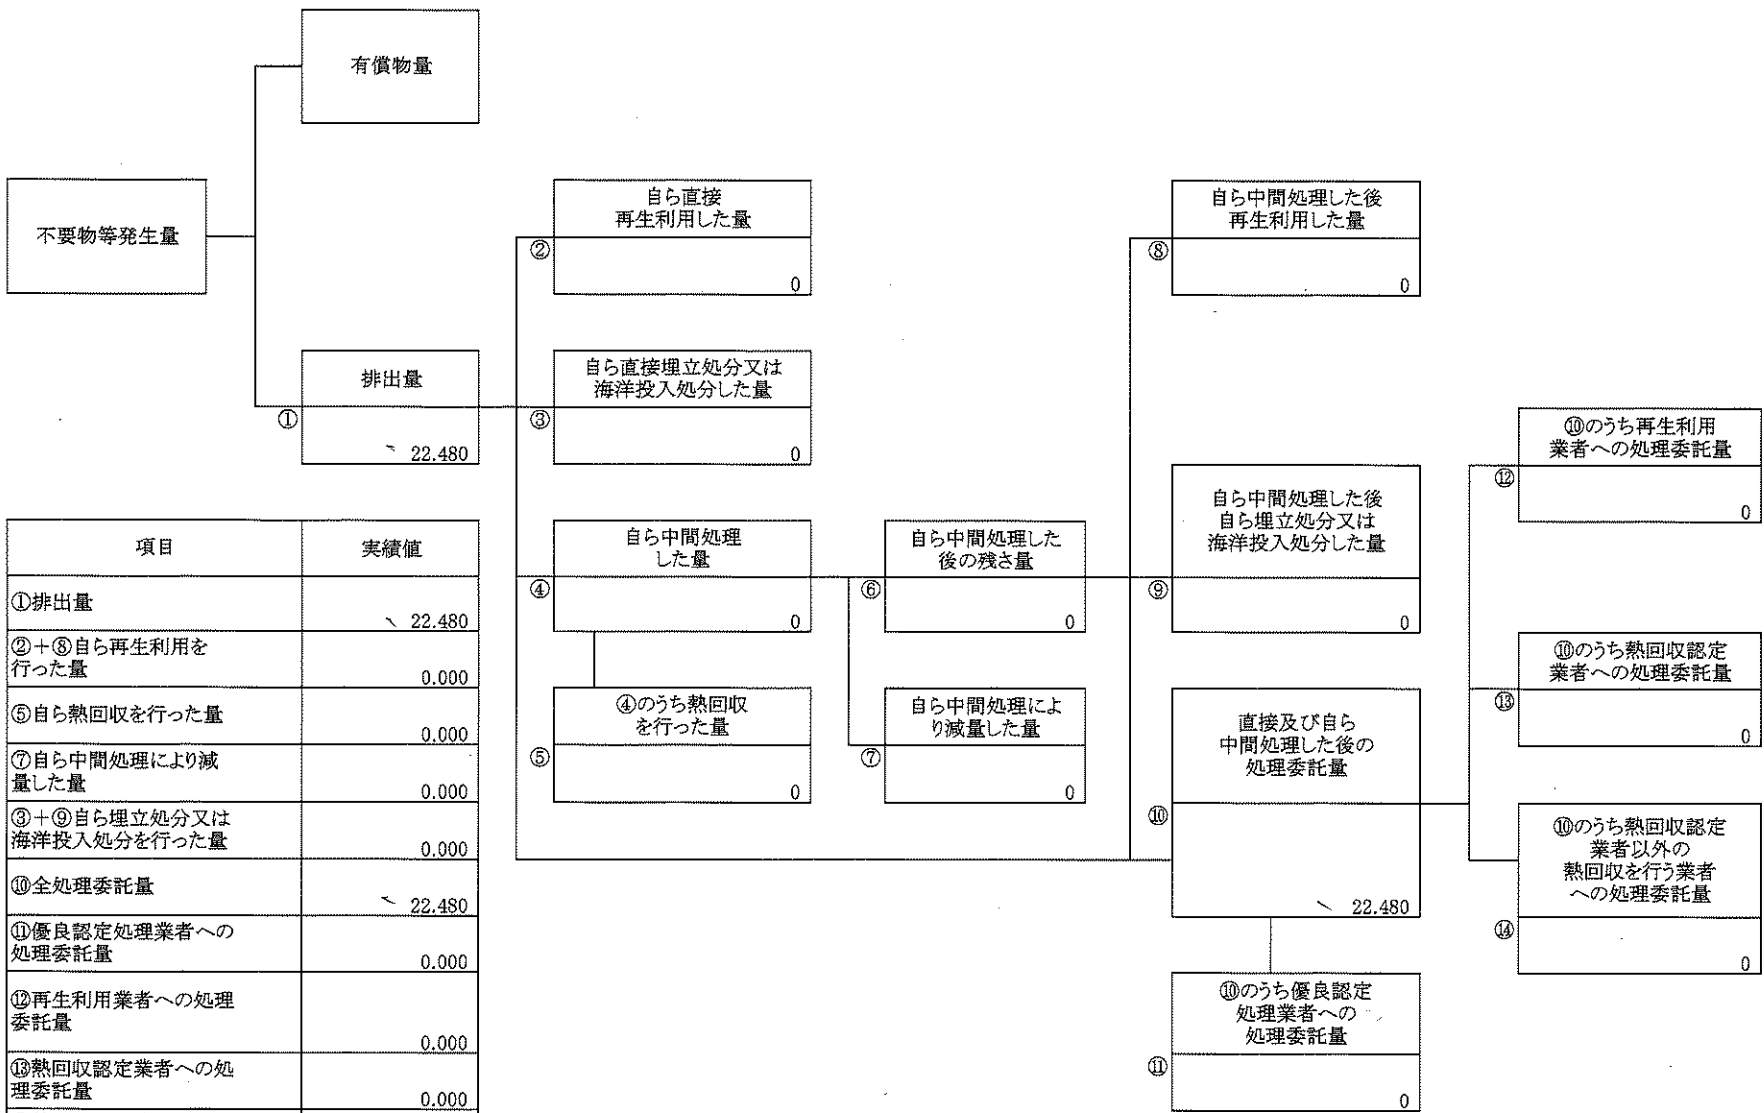 有償物量
不要物等発生量
排出量
①
22.480
自ら直接
再生利用した量
②
0
自ら直接埋立処分又は
海洋投入処分した量
③
0
自ら中間処理
した量
④
0
④のうち熱回収
を行った量
⑤
0
自ら中間処理した
後の残さ量
⑥
0
自ら中間処理によ
り減量した量
⑦
0
自ら中間処理した後
再生利用した量
⑧
0
自ら中間処理した後
自ら埋立処分又は
海洋投入処分した量
⑨
0
直接及び自ら
中間処理した後の
処理委託量
⑩
22.480
⑩のうち優良認定
処理業者への
処理委託量
⑪
0
⑩のうち再生利用
業者への処理委託量
⑫
0
⑩のうち熱回収認定
業者への処理委託量
⑬
0
⑩のうち熱回収認定
業者以外の
熱回収を行う業者
への処理委託量
⑭
0
項目 実績値
①排出量
22.480
②+⑧自ら再生利用を
行った量
0.000
⑤自ら熱回収を行った量
0.000
⑦自ら中間処理により減
量した量
0.000
③+⑨自ら埋立処分又は
海洋投入処分を行った量
0.000
⑩全処理委託量
22.480
⑪優良認定処理業者への
処理委託量
0.000
⑫再生利用業者への処理
委託量
0.000
⑬熱回収認定業者への処
理委託量
0.000